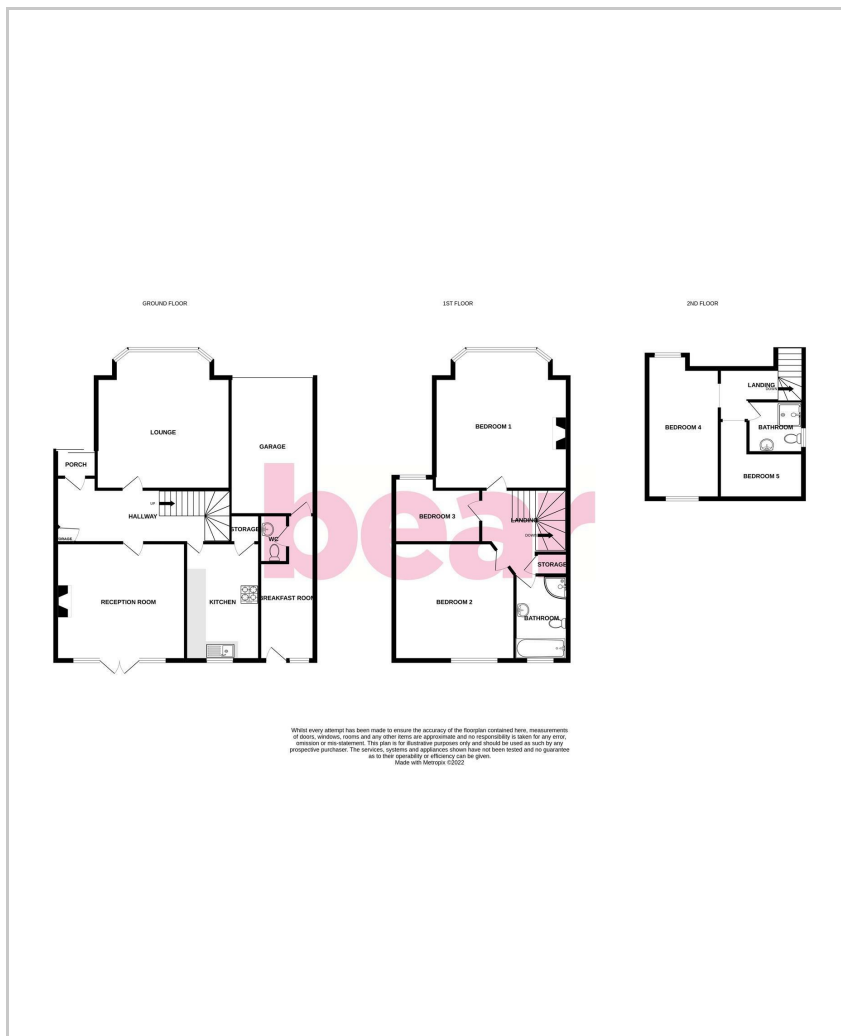 GROUND FLOOR
1ST FLOOR
2ND FLOOR
LOUNGE
GARAGE
PORCH
UP
HALLWAY
STORAGE
WC
RECEPTION ROOM
KITCHEN
BREAKFAST ROOM
BEDROOM 1
BEDROOM 3
LANDING
DOWN
STORAGE
BEDROOM 2
BATHROOM
LANDING
DOWN
BEDROOM 4
BATHROOM
BEDROOM 5
bear
Whilst every attempt has been made to ensure the accuracy of the floorplan contained here, measurements
of doors, windows, rooms and any other items are approximate and no responsibility is taken for any error,
omission or mis-statement. This plan is for illustrative purposes only and should be used as such by any
prospective purchaser. The services, systems and appliances shown have not been tested and no guarantee
as to their operability or efficiency can be given.
Made with Metropix ©2022